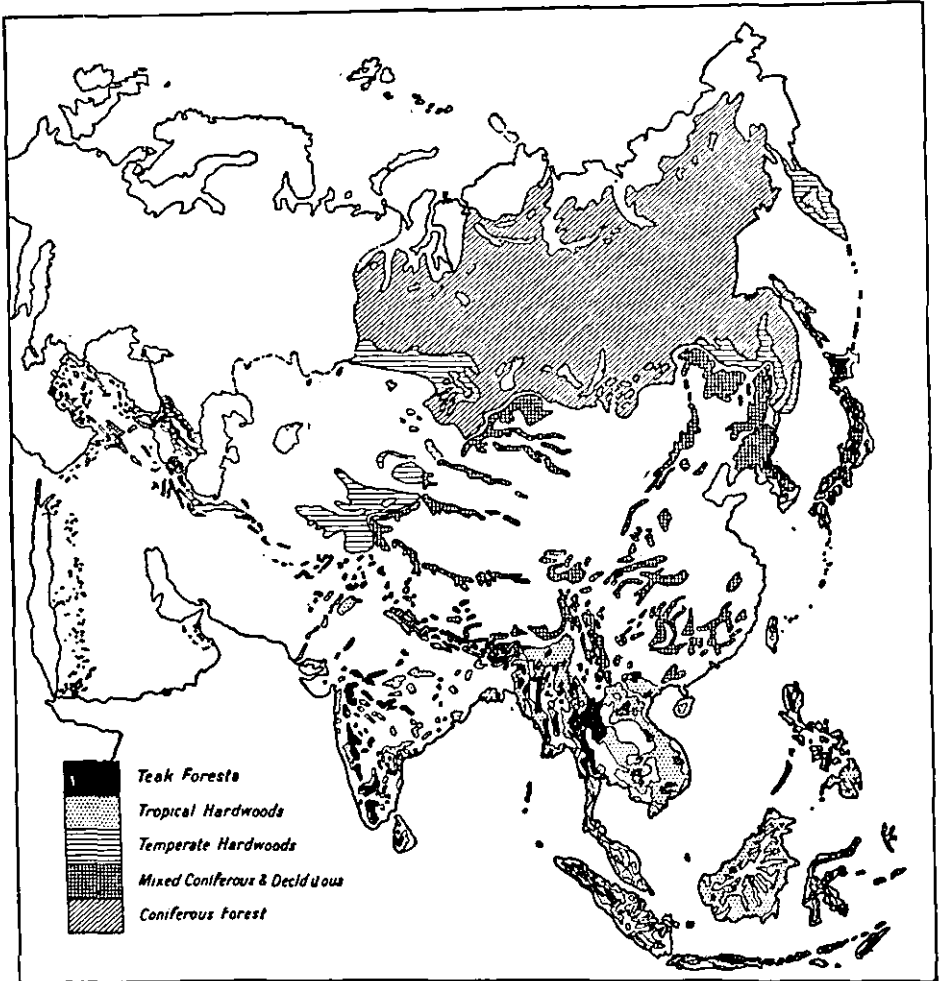 Teak Forests
Tropical Hardwoods
Temperate Hardwoods
Mixed Coniferous & Deciduous
Coniferous Forest